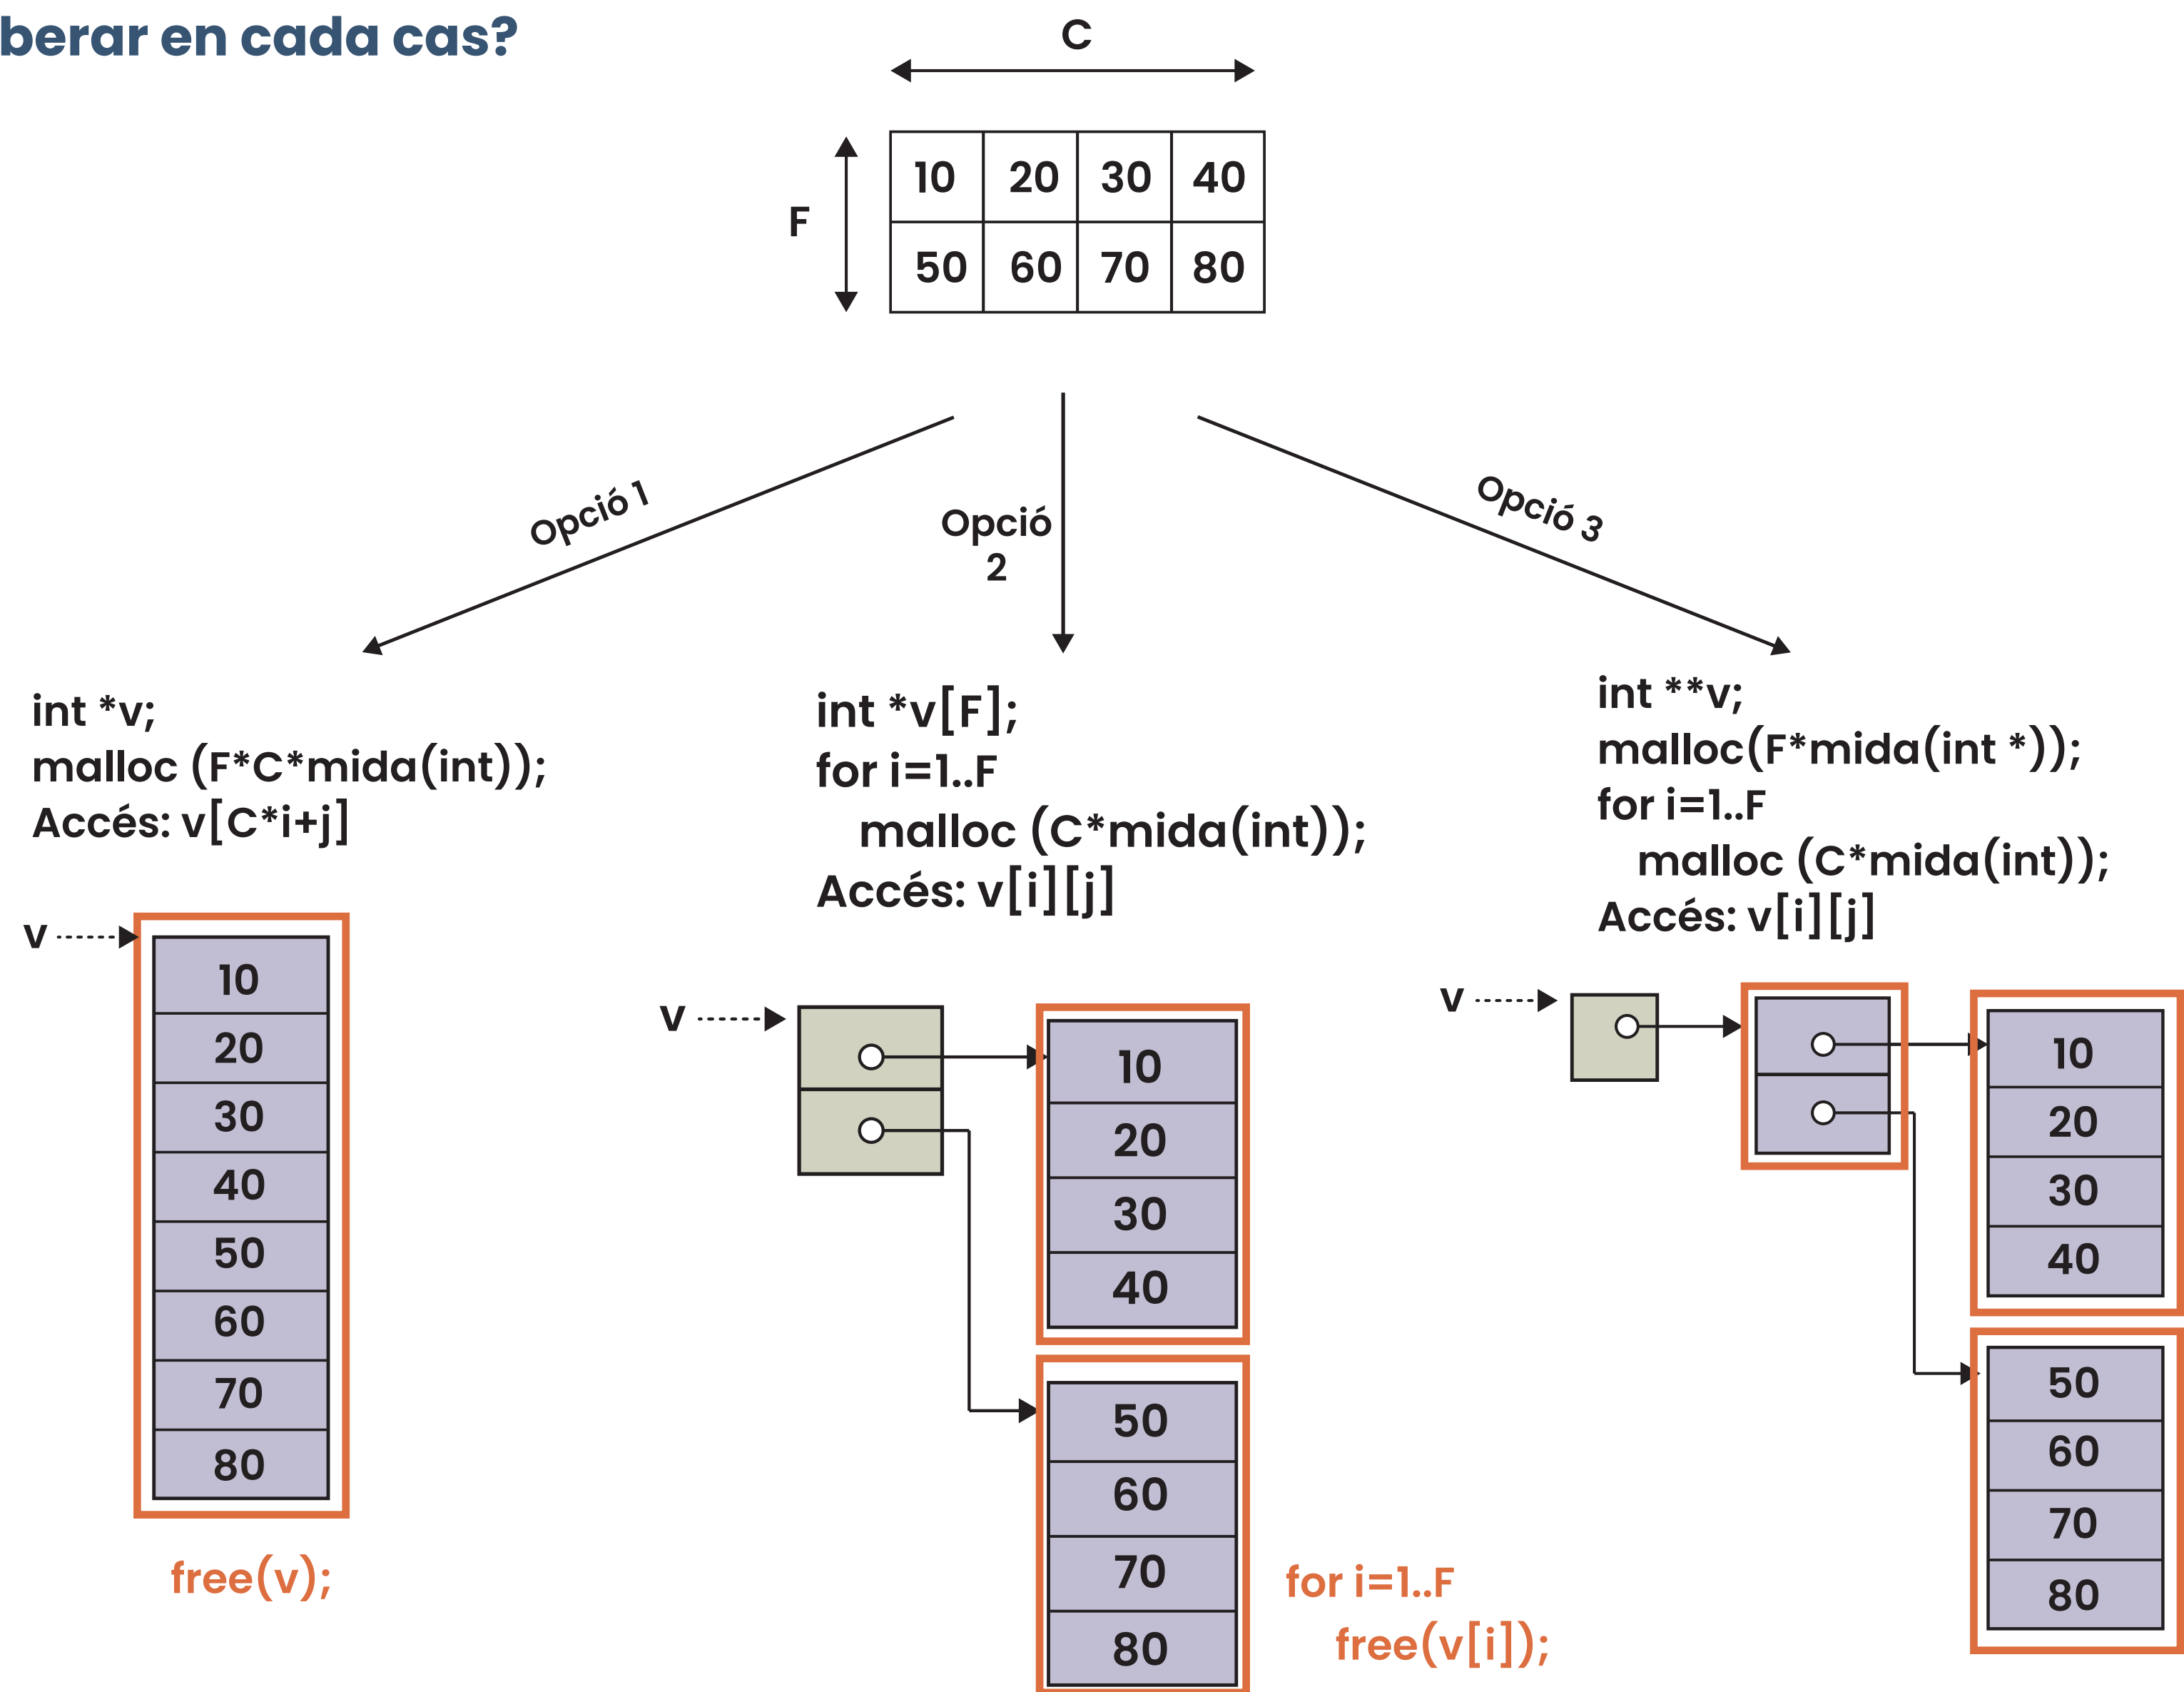 berar en cada cas?
C
F
10 20 30 40
50 60 70 80
Opció 1
Opció
2
Opció 3
int *v;
malloc (F*C*mida(int));
Accés: v[C*i+j]
v
10
20
30
40
50
60
70
80
free(v);
int *v[F];
for i=1..F
malloc (C*mida(int));
Accés: v[i][j]
v
10
20
30
40
50
60
70
80
for i=1..F
free(v[i]);
int **v;
malloc(F*mida(int *));
for i=1..F
malloc (C*mida(int));
Accés: v[i][j]
v
10
20
30
40
50
60
70
80